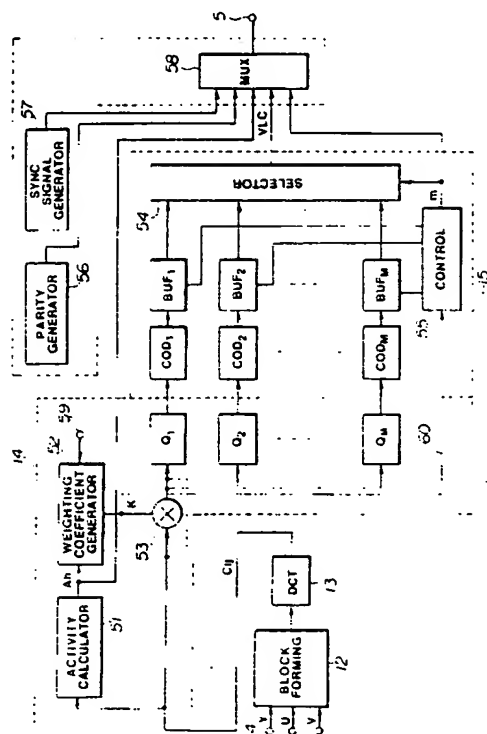 57
SYNC
SIGNAL
GENERATOR
PARITY
GENERATOR
56
58
MUX
5
VLC
54
SELECTOR
BUF1
BUF2
BUFM
COD1
COD2
CODM
Q1
Q2
QM
60
m
CONTROL
55
15
14
52
59
α
WEIGHTING
COEFFICIENT
GENERATOR
Ah
K
53
ACTIVITY
CALCULATOR
51
Cij
DCT
13
BLOCK
FORMING
12
4
Y
U
V